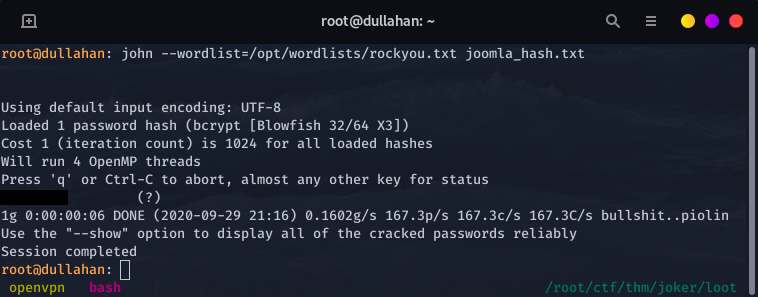 root@dullahan: ~
root@dullahan: john --wordlist=/opt/wordlists/rockyou.txt joomla_hash.txt
Using default input encoding: UTF-8
Loaded 1 password hash (bcrypt [Blowfish 32/64 X3])
Cost 1 (iteration count) is 1024 for all loaded hashes
Will run 4 OpenMP threads
Press 'q' or Ctrl-C to abort, almost any other key for status
(?)
1g 0:00:00:06 DONE (2020-09-29 21:16) 0.1602g/s 167.3p/s 167.3c/s 167.3C/s bullshit..piolin
Use the "--show" option to display all of the cracked passwords reliably
Session completed
root@dullahan:
openvpn bash /root/ctf/thm/joker/loot